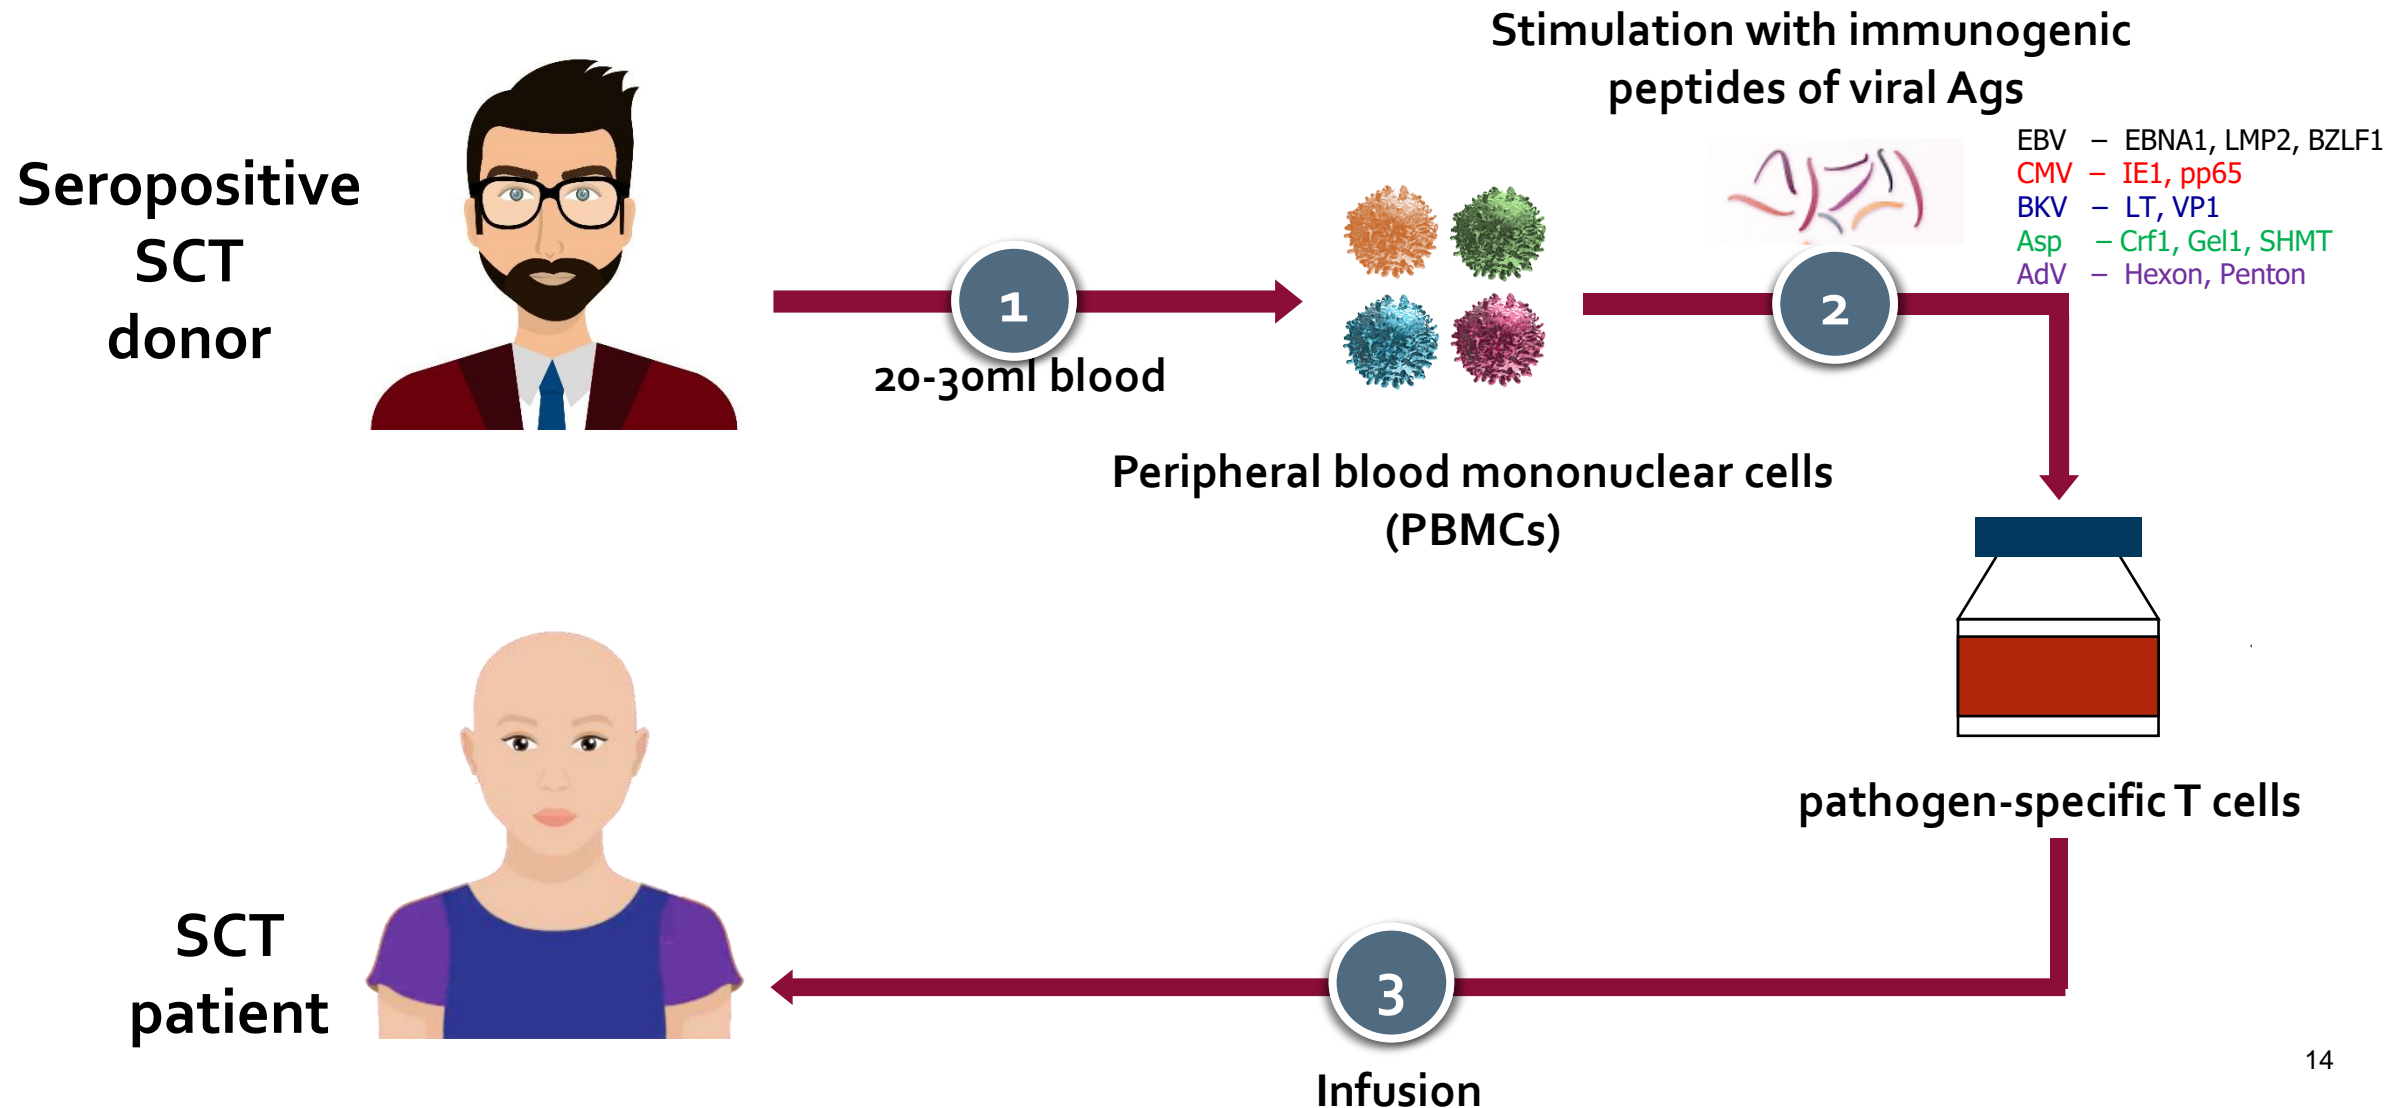 Seropositive
SCT
donor
1
20-30ml blood
Peripheral blood mononuclear cells
(PBMCs)
Stimulation with immunogenic
peptides of viral Ags
EBV – EBNA1, LMP2, BZLF1
CMV – IE1, pp65
BKV – LT, VP1
Asp – Crf1, Gel1, SHMT
AdV – Hexon, Penton
2
pathogen-specific T cells
3
Infusion
SCT
patient
14